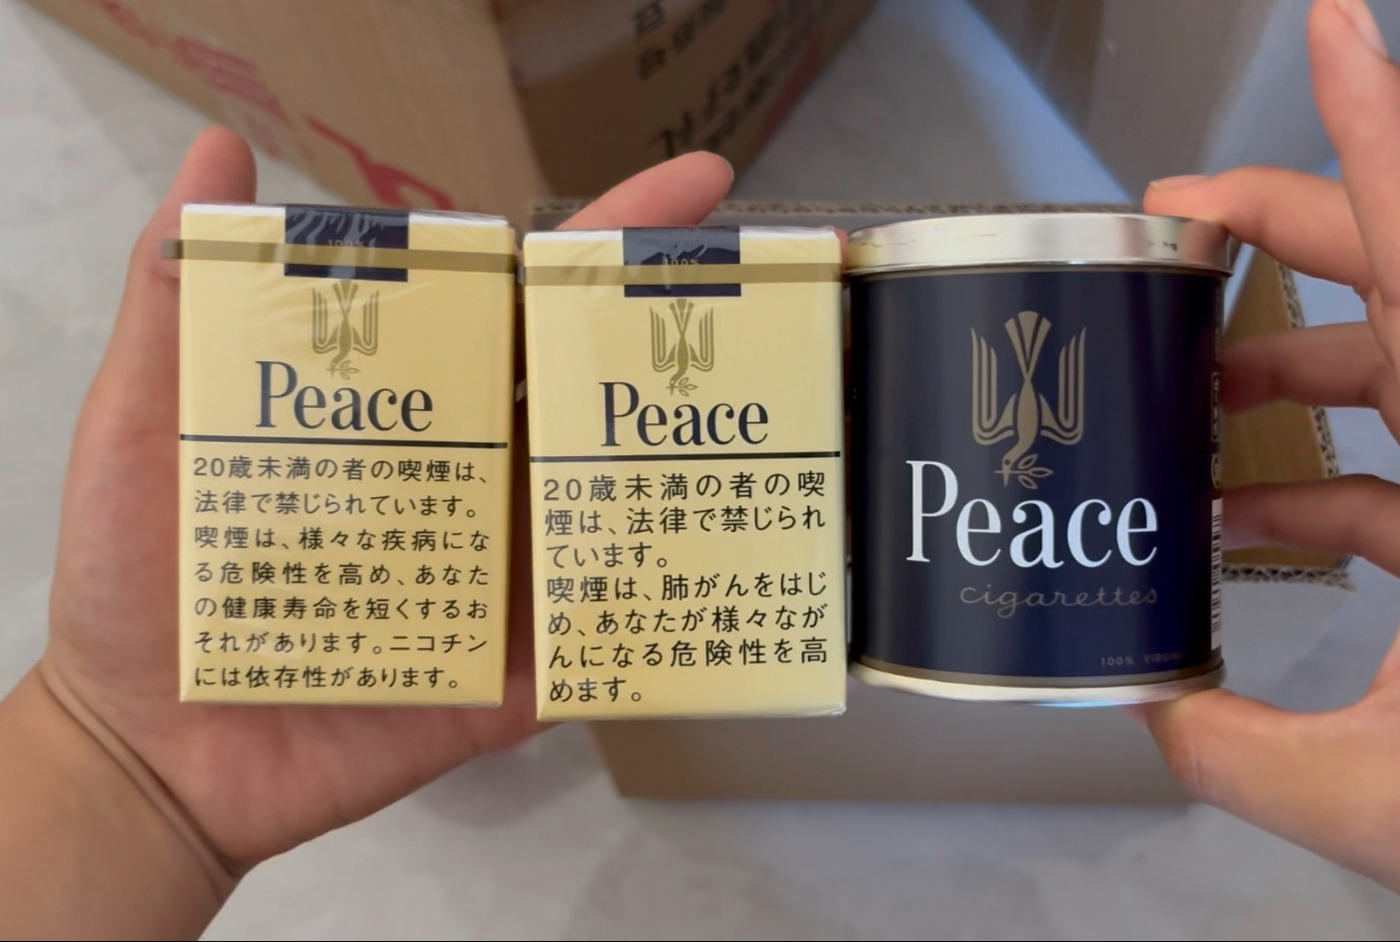 100%
Peace
20歳未満の者の喫煙は、
法律で禁じられています。
喫煙は、様々な疾病にな
る危険性を高め、あなた
の健康寿命を短くするお
それがあります。ニコチン
には依存性があります。
100%
Peace
20歳未満の者の喫
煙は、法律で禁じられ
ています。
喫煙は、肺がんをはじ
め、あなたが様々なが
んになる危険性を高
めます。
Peace
cigarettes
100%